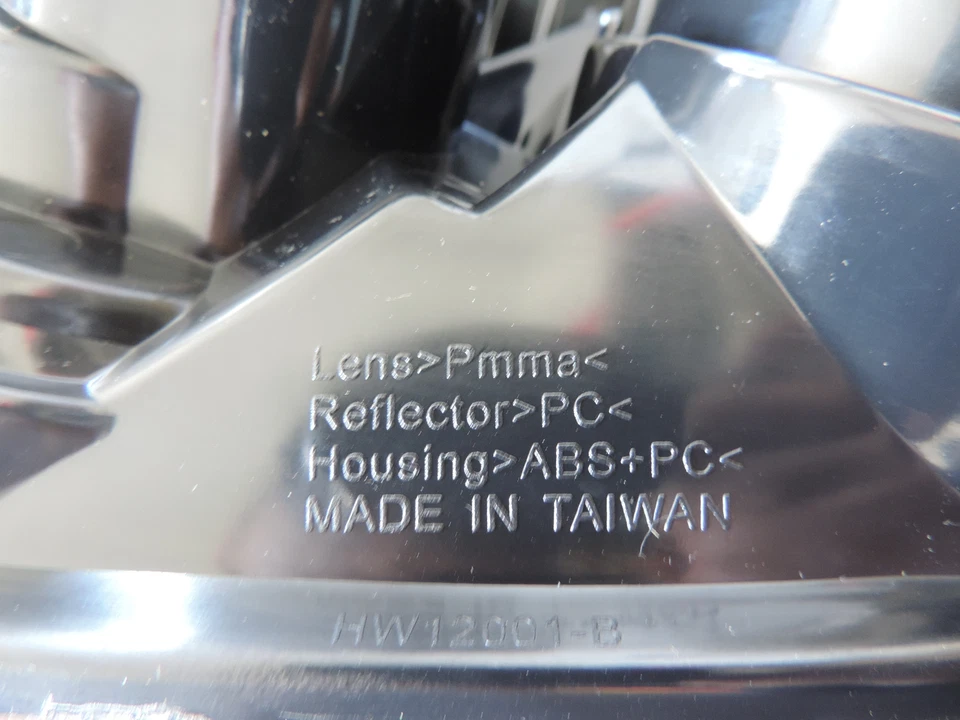 Lens>Pmma<
Reflector>PC<
Housing>ABS+PC<
MADE IN TAIWAN
HW12001-B